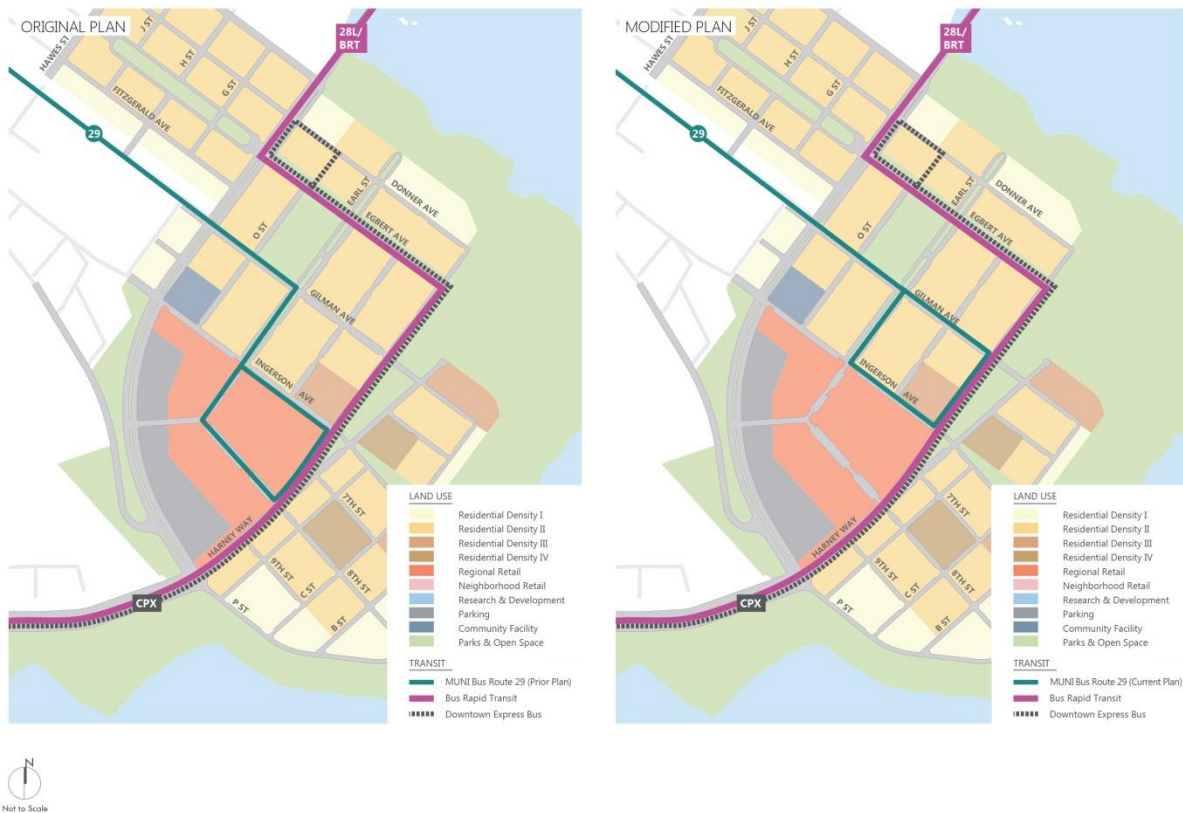 ORIGINAL PLAN
28L/
BRT
HAWES ST
J ST
H ST
G ST
FITZGERALD AVE
29
EARL ST
DONNER AVE
EGBERT AVE
O ST
GILMAN AVE
INGERSON
AVE
HARNEY WAY
7TH ST
9TH ST
8TH ST
C ST
P ST
B ST
CPX
LAND USE
Residential Density I
Residential Density II
Residential Density III
Residential Density IV
Regional Retail
Neighborhood Retail
Research & Development
Parking
Community Facility
Parks & Open Space
TRANSIT
MUNI Bus Route 29 (Prior Plan)
Bus Rapid Transit
Downtown Express Bus
MODIFIED PLAN
28L/
BRT
HAWES ST
J ST
H ST
G ST
FITZGERALD AVE
29
EARL ST
DONNER AVE
EGBERT AVE
O ST
GILMAN AVE
INGERSON
AVE
HARNEY WAY
7TH ST
9TH ST
8TH ST
C ST
P ST
B ST
CPX
LAND USE
Residential Density I
Residential Density II
Residential Density III
Residential Density IV
Regional Retail
Neighborhood Retail
Research & Development
Parking
Community Facility
Parks & Open Space
TRANSIT
MUNI Bus Route 29 (Current Plan)
Bus Rapid Transit
Downtown Express Bus
N
Not to Scale